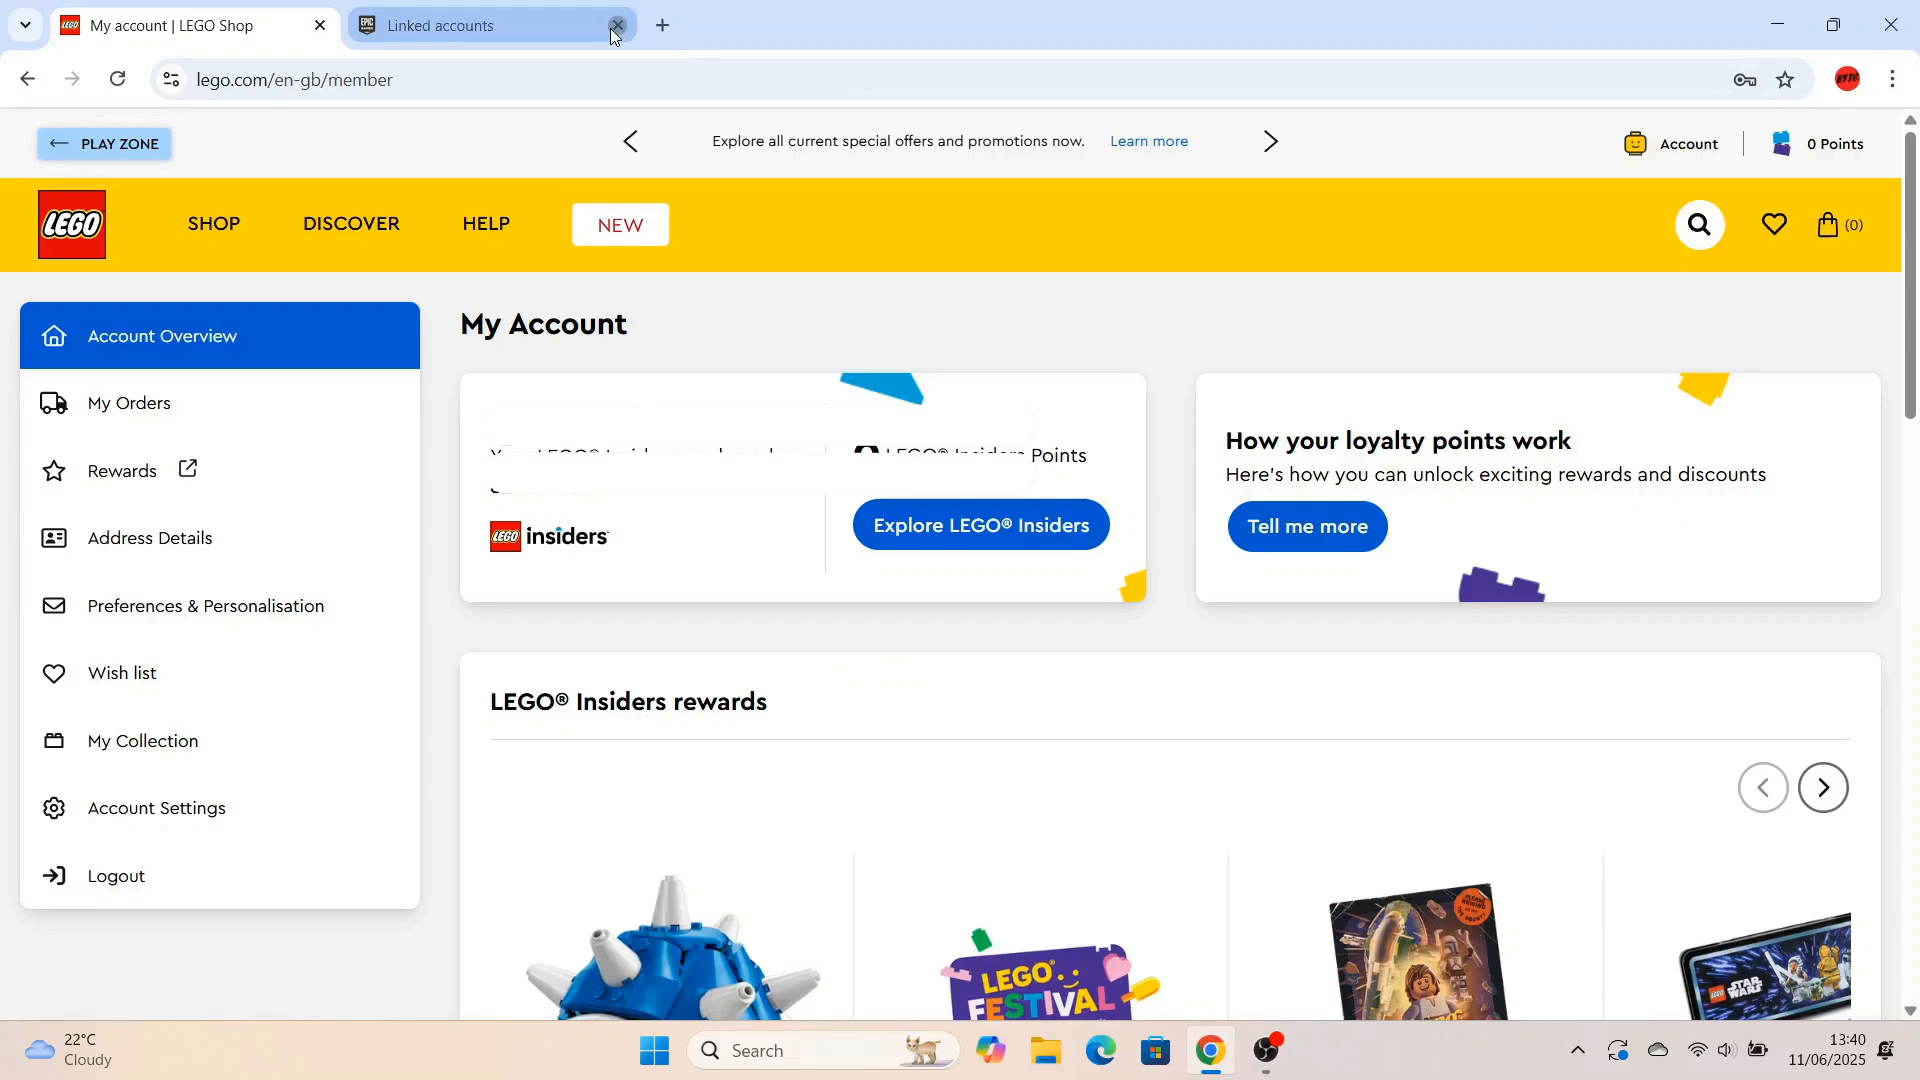 My account | LEGO Shop
Linked accounts
lego.com/en-gb/member
PLAY ZONE
Explore all current special offers and promotions now. Learn more
Account
0 Points
LEGO
SHOP
DISCOVER
HELP
NEW
(0)
Account Overview
My Orders
Rewards
Address Details
Preferences & Personalisation
Wish list
My Collection
Account Settings
Logout
My Account
Points
LEGO insiders
Explore LEGO® Insiders
How your loyalty points work
Here's how you can unlock exciting rewards and discounts
Tell me more
LEGO® Insiders rewards
LEGO
FESTIVAL
STAR
WARS
22°C
Cloudy
Search
13:40
11/06/2025